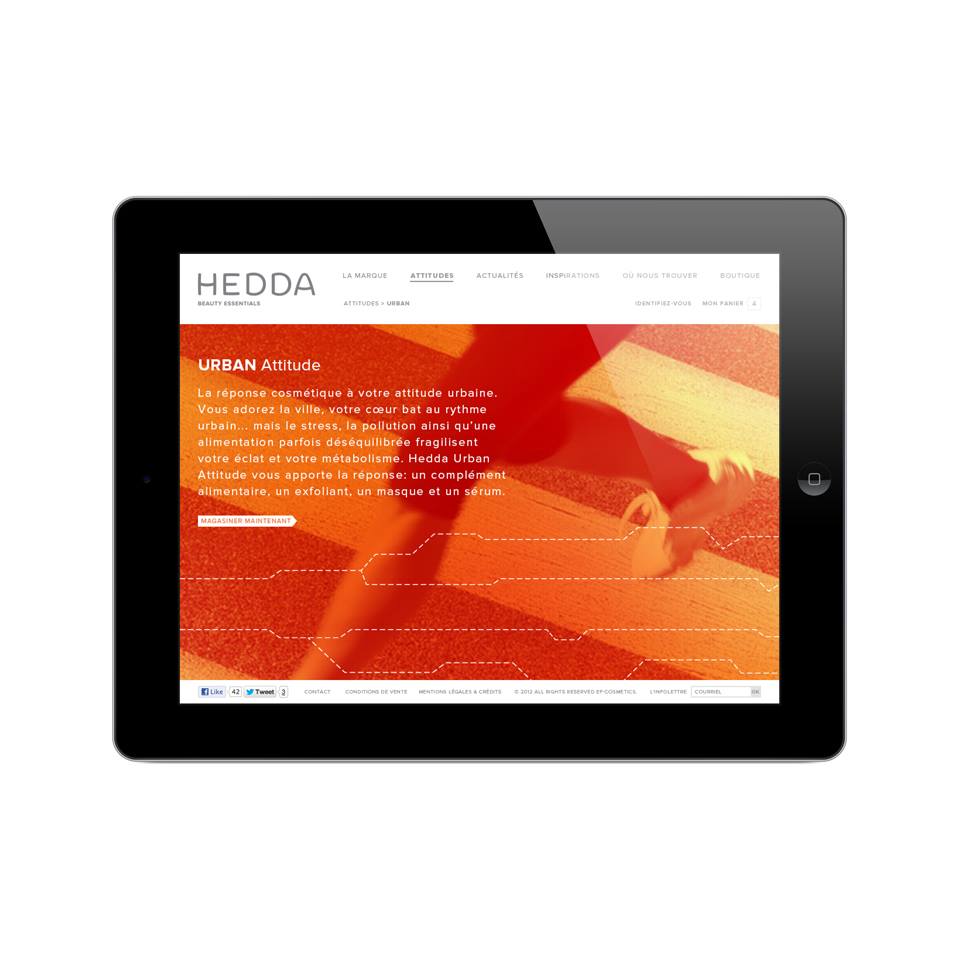 HEDDA
BEAUTY ESSENTIALS
LA MARQUE ATTITUDES ACTUALITÉS INSPIRATIONS OÙ NOUS TROUVER BOUTIQUE
ATTITUDES > URBAN IDENTIFIEZ-VOUS MON PANIER 4
URBAN Attitude
La réponse cosmétique à votre attitude urbaine.
Vous adorez la ville, votre cœur bat au rythme
urbain... mais le stress, la pollution ainsi qu'une
alimentation parfois déséquilibrée fragilisent
votre éclat et votre métabolisme. Hedda Urban
Attitude vous apporte la réponse: un complément
alimentaire, un exfoliant, un masque et un sérum.
MAGASINER MAINTENANT
Like 42 Tweet 3 CONTACT CONDITIONS DE VENTE MENTIONS LÉGALES & CRÉDITS © 2012 ALL RIGHTS RESERVED EP-COSMETICS. L'INFOLETTRE COURRIEL OK